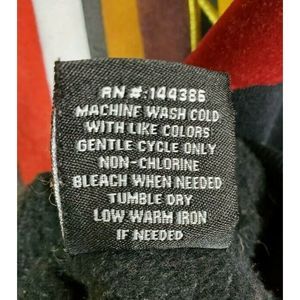 RN #:144386
MACHINE WASH COLD
WITH LIKE COLORS
GENTLE CYCLE ONLY
NON-CHLORINE
BLEACH WHEN NEEDED
TUMBLE DRY
LOW WARM IRON
IF NEEDED